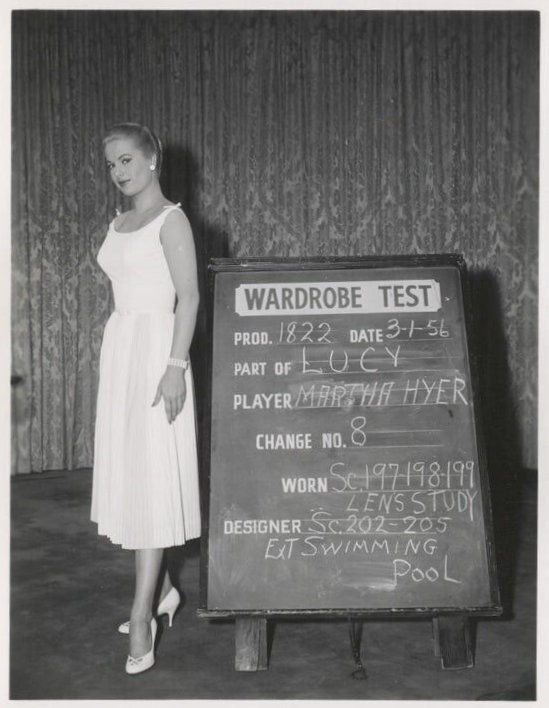 WARDROBE TEST
PROD. 1822 DATE 3-1-56
PART OF LUCY
PLAYER MARTHA HYER
CHANGE NO. 8
WORN Sc. 197-198-199
LENS STUDY
DESIGNER Sc. 202-205
EXT SWIMMING
POOL